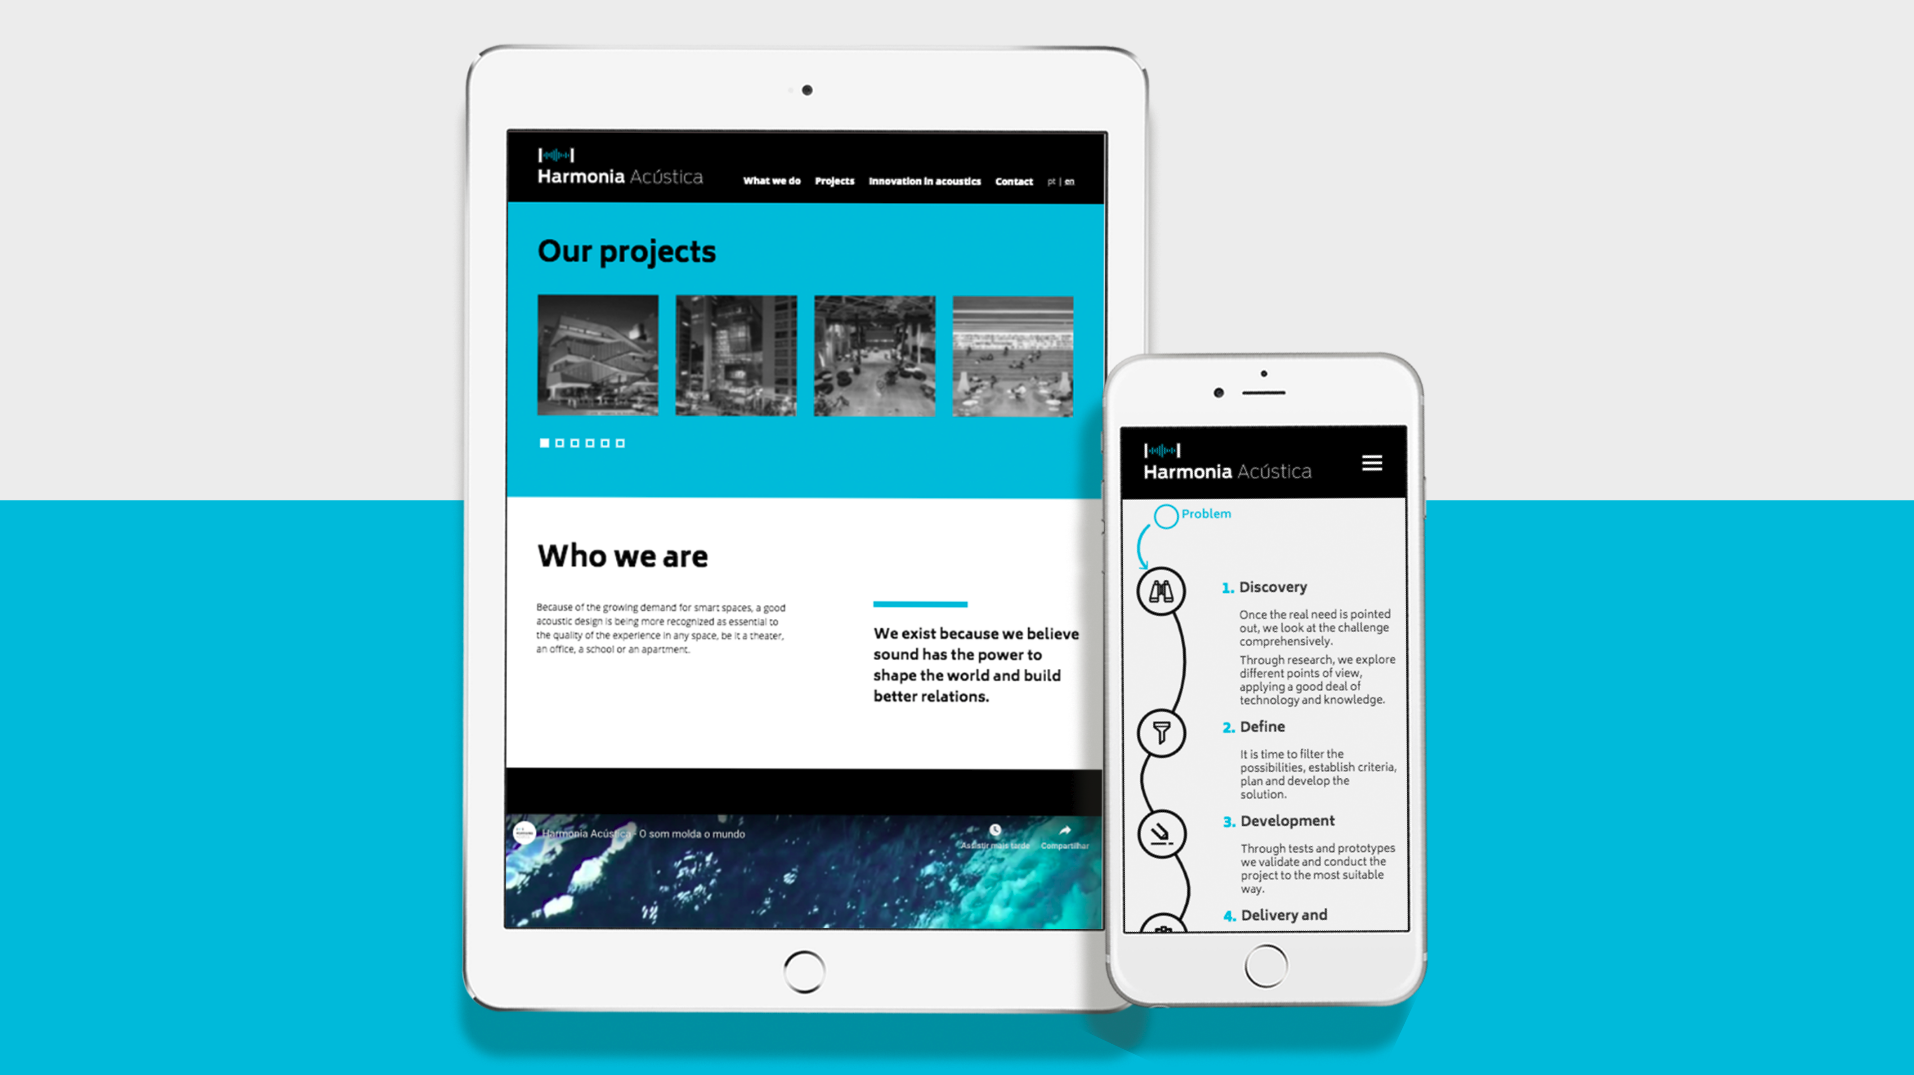 Harmonia Acústica
What we do Projects Innovation in acoustics Contact pt | en
Our projects
Who we are
Because of the growing demand for smart spaces, a good
acoustic design is being more recognized as essential to
the quality of the experience in any space, be it a theater,
an office, a school or an apartment.
We exist because we believe
sound has the power to
shape the world and build
better relations.
Harmonia Acústica - O som molda o mundo
Assistir mais tarde Compartilhar
Harmonia Acústica
Problem
1. Discovery
Once the real need is pointed
out, we look at the challenge
comprehensively.
Through research, we explore
different points of view,
applying a good deal of
technology and knowledge.
2. Define
It is time to filter the
possibilities, establish criteria,
plan and develop the
solution.
3. Development
Through tests and prototypes
we validate and conduct the
project to the most suitable
way.
4. Delivery and